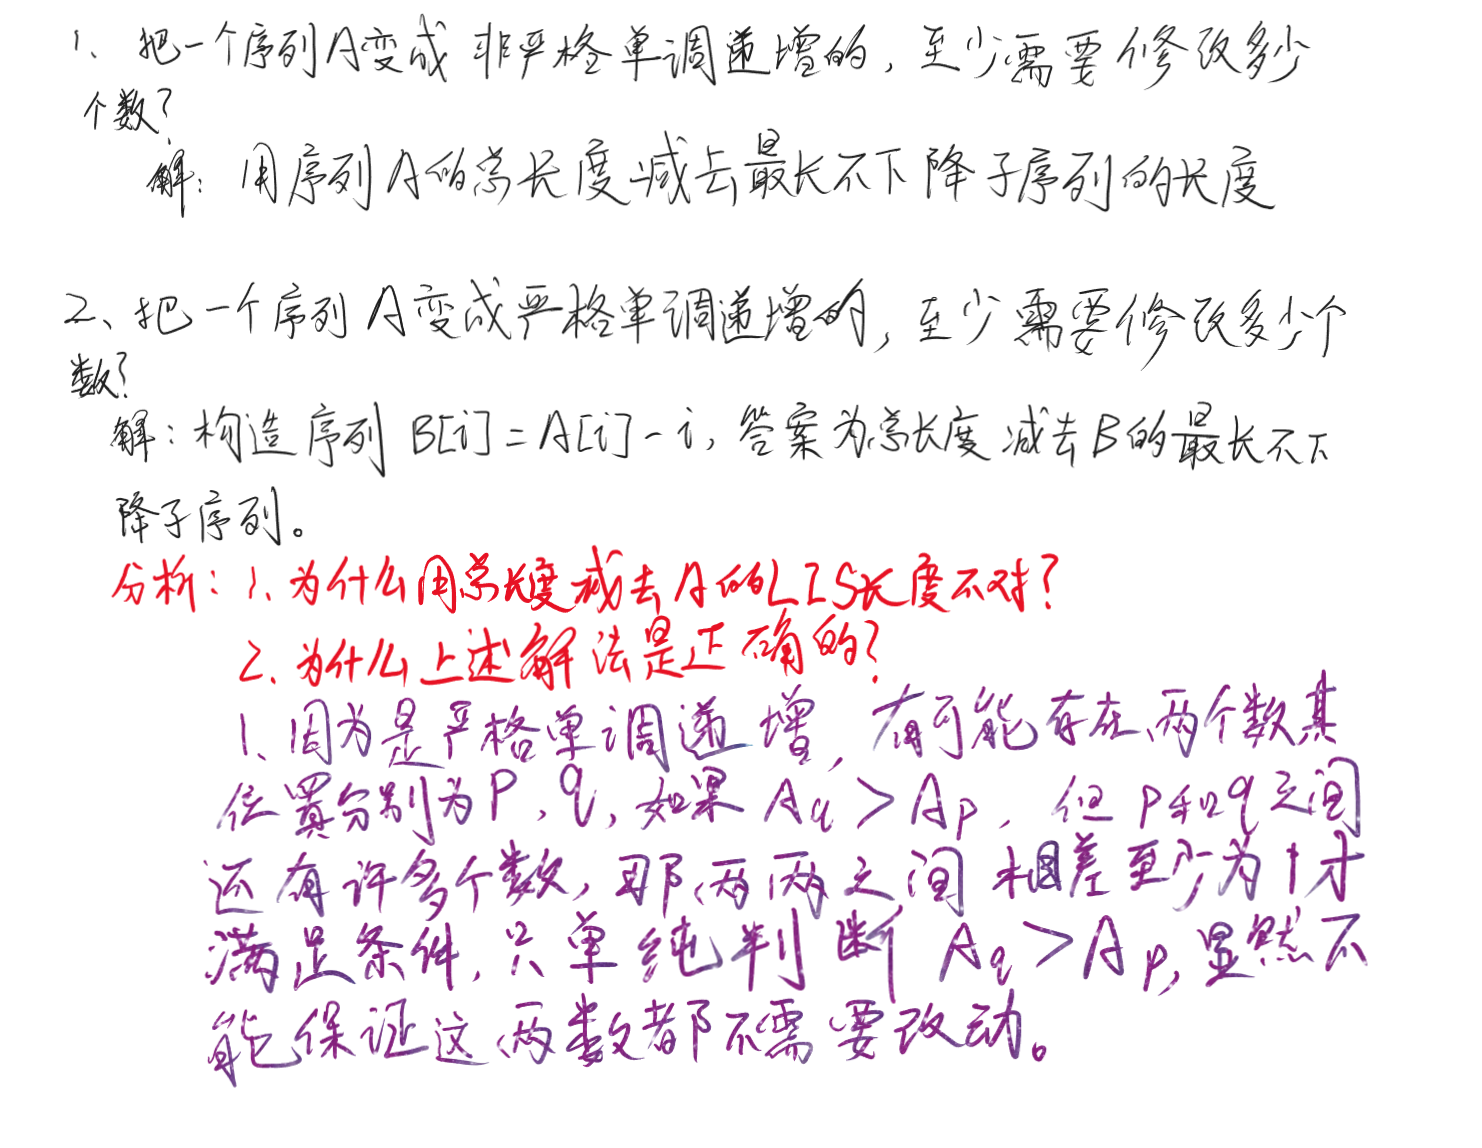 1、把一个序列A变成非严格单调递增的,至少需要修改多少
个数?
解:用序列A的总长度减去最长不下降子序列的长度
2、把一个序列A变成严格单调递增的,至少需要修改多少个
数?
解:构造序列 B[i]=A[i]-i,答案为总长度减去B的最长不下
降子序列。
分析:1.为什么用总长度减去A的LIS长度不对?
2.为什么上述解法是正确的?
1、因为是严格单调递增,有可能存在两个数其
位置分别为P,q,如果Aq>Ap,但p和q之间
还有许多个数,那两两之间相差至少为1才
满足条件,只单纯判断Aq>Ap,显然不
能保证这两数都不需要改动。